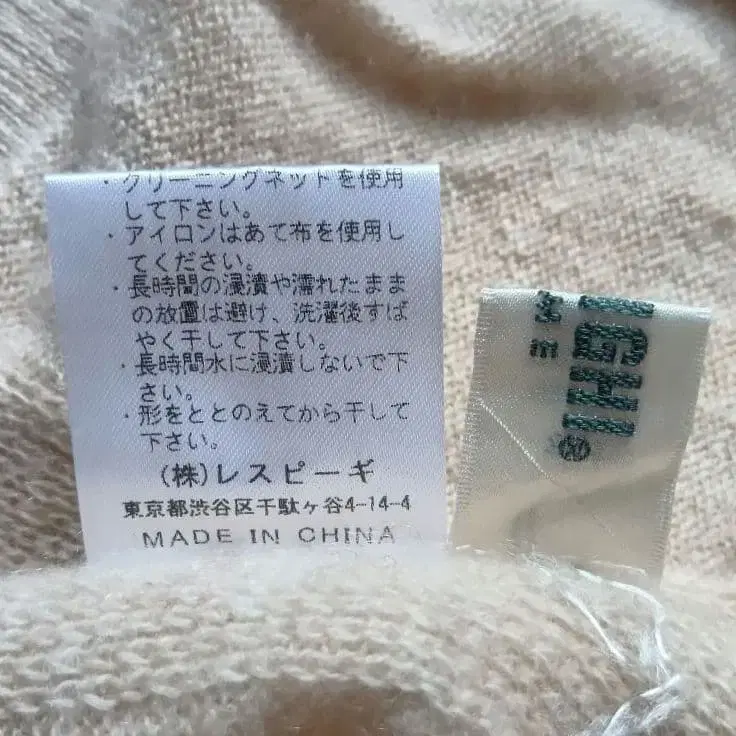 ・クリーニングネットを使用
して下さい。
・アイロンはあて布を使用し
てください。
・長時間の浸漬や濡れたまま
の放置は避け、洗濯後すば
やく干して下さい。
・長時間水に浸漬しないで下
さい。
・形をととのえてから干して
下さい。
(株)レスピーギ
東京都渋谷区千駄ヶ谷4-14-4
MADE IN CHINA
IGHI®
ME